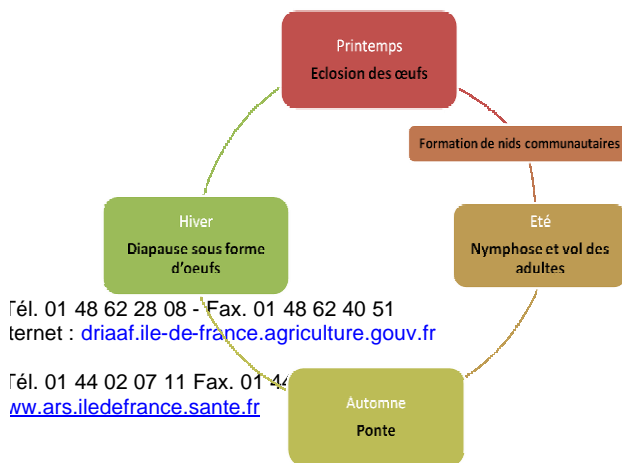 Printemps
Eclosion des œufs
Formation de nids communautaires
Hiver
Diapause sous forme
d'oeufs
Eté
Nymphose et vol des
adultes
Tél. 01 48 62 28 08 - Fax. 01 48 62 40 51
ternet : driaaf.ile-de-france.agriculture.gouv.fr
Tél. 01 44 02 07 11 Fax. 01 44
ww.ars.iledefrance.sante.fr
Automne
Ponte